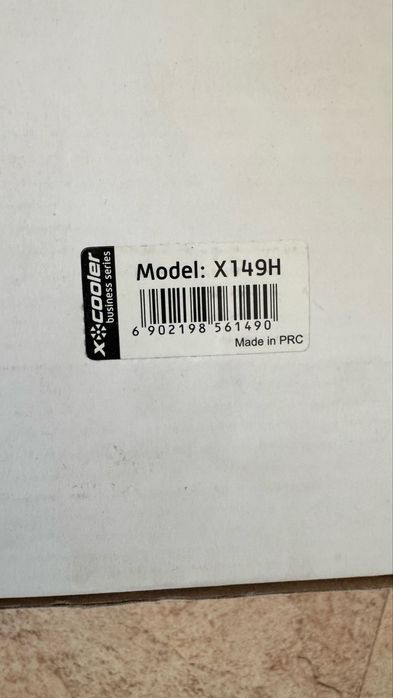 x cooler
business series
Model: X149H
6 902198 561490
Made in PRC